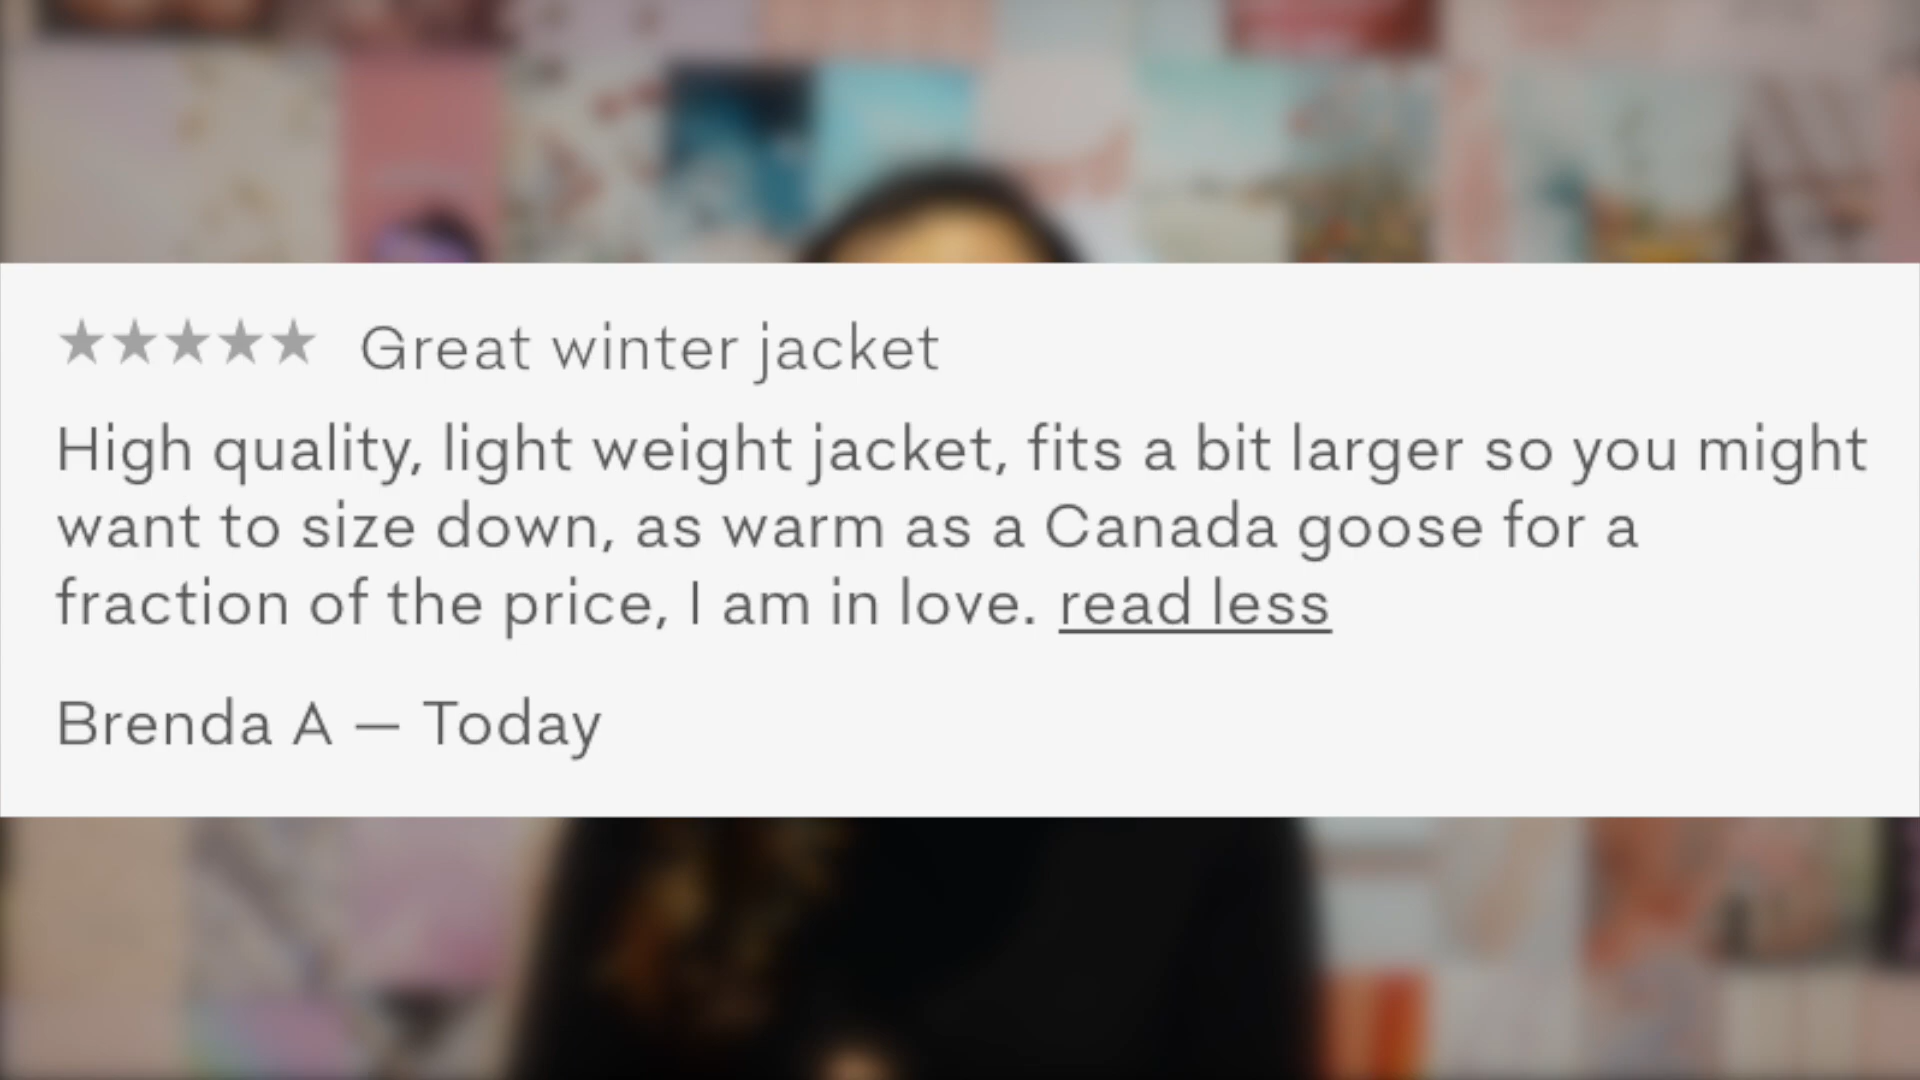 ★★★★★ Great winter jacket
High quality, light weight jacket, fits a bit larger so you might
want to size down, as warm as a Canada goose for a
fraction of the price, I am in love. read less
Brenda A — Today